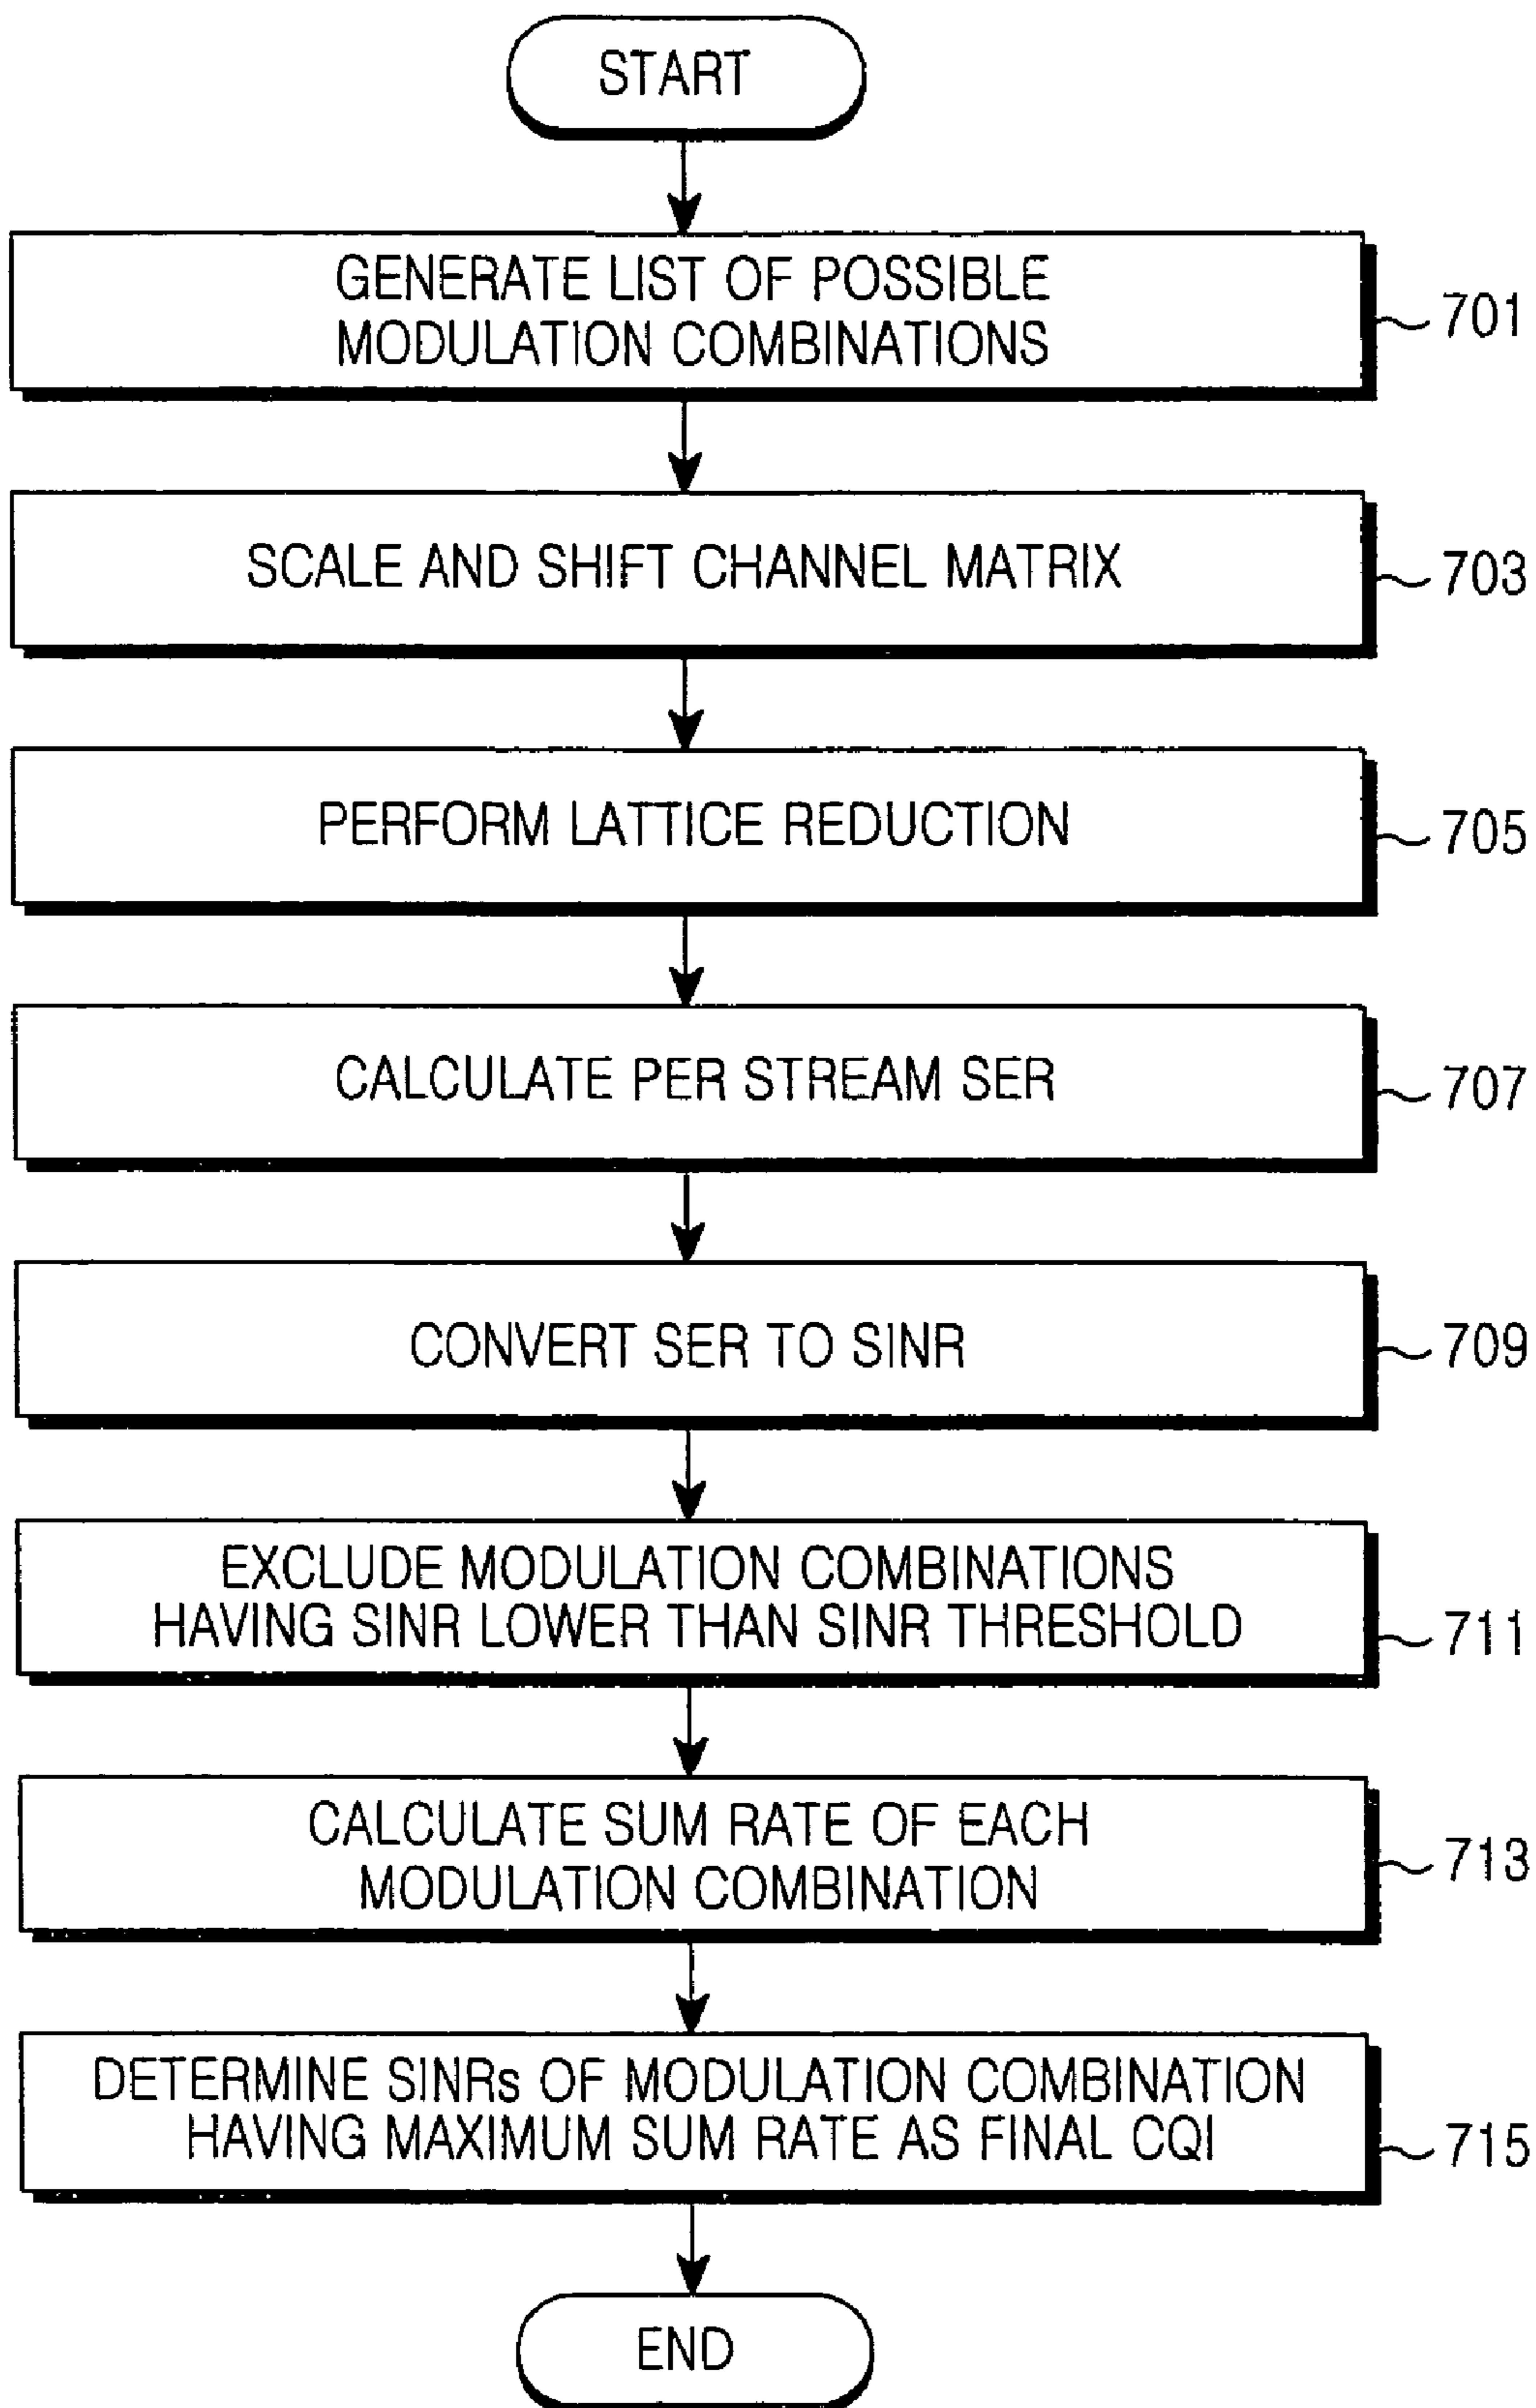 START
GENERATE LIST OF POSSIBLE
MODULATION COMBINATIONS
701
SCALE AND SHIFT CHANNEL MATRIX
703
PERFORM LATTICE REDUCTION
705
CALCULATE PER STREAM SER
707
CONVERT SER TO SINR
709
EXCLUDE MODULATION COMBINATIONS
HAVING SINR LOWER THAN SINR THRESHOLD
711
CALCULATE SUM RATE OF EACH
MODULATION COMBINATION
713
DETERMINE SINRs OF MODULATION COMBINATION
HAVING MAXIMUM SUM RATE AS FINAL CQI
715
END